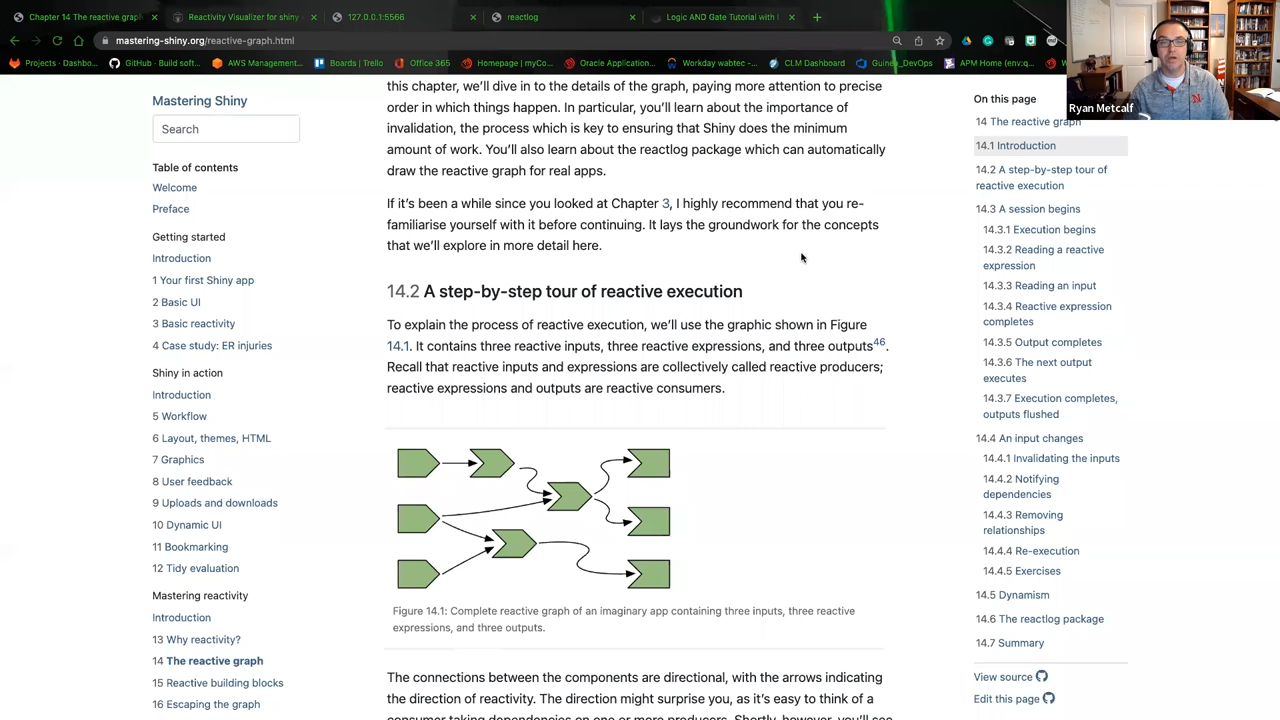 Chapter 14 The reactive graph
Reactivity Visualizer for shiny
127.0.0.1:5566
reactlog
Logic AND Gate Tutorial with
mastering-shiny.org/reactive-graph.html
Projects - Dashbo...
GitHub - Build soft...
AWS Management...
Boards | Trello
Office 365
Homepage | myCo...
Oracle Application...
Workday wabtec -...
CLM Dashboard
Guinea_DevOps
APM Home (env:q...
Ryan Metcalf
Mastering Shiny
Search
Table of contents
Welcome
Preface
Getting started
Introduction
1 Your first Shiny app
2 Basic UI
3 Basic reactivity
4 Case study: ER injuries
Shiny in action
Introduction
5 Workflow
6 Layout, themes, HTML
7 Graphics
8 User feedback
9 Uploads and downloads
10 Dynamic UI
11 Bookmarking
12 Tidy evaluation
Mastering reactivity
Introduction
13 Why reactivity?
14 The reactive graph
15 Reactive building blocks
16 Escaping the graph
this chapter, we'll dive in to the details of the graph, paying more attention to precise
order in which things happen. In particular, you'll learn about the importance of
invalidation, the process which is key to ensuring that Shiny does the minimum
amount of work. You'll also learn about the reactlog package which can automatically
draw the reactive graph for real apps.
If it's been a while since you looked at Chapter 3, I highly recommend that you re-
familiarise yourself with it before continuing. It lays the groundwork for the concepts
that we'll explore in more detail here.
14.2 A step-by-step tour of reactive execution
To explain the process of reactive execution, we'll use the graphic shown in Figure
14.1. It contains three reactive inputs, three reactive expressions, and three outputs46.
Recall that reactive inputs and expressions are collectively called reactive producers;
reactive expressions and outputs are reactive consumers.
Figure 14.1: Complete reactive graph of an imaginary app containing three inputs, three reactive
expressions, and three outputs.
The connections between the components are directional, with the arrows indicating
the direction of reactivity. The direction might surprise you, as it's easy to think of a
consumer taking dependencies on one or more producers. Shortly, however, you'll see
On this page
14 The reactive graph
14.1 Introduction
14.2 A step-by-step tour of
reactive execution
14.3 A session begins
14.3.1 Execution begins
14.3.2 Reading a reactive
expression
14.3.3 Reading an input
14.3.4 Reactive expression
completes
14.3.5 Output completes
14.3.6 The next output
executes
14.3.7 Execution completes,
outputs flushed
14.4 An input changes
14.4.1 Invalidating the inputs
14.4.2 Notifying
dependencies
14.4.3 Removing
relationships
14.4.4 Re-execution
14.4.5 Exercises
14.5 Dynamism
14.6 The reactlog package
14.7 Summary
View source
Edit this page